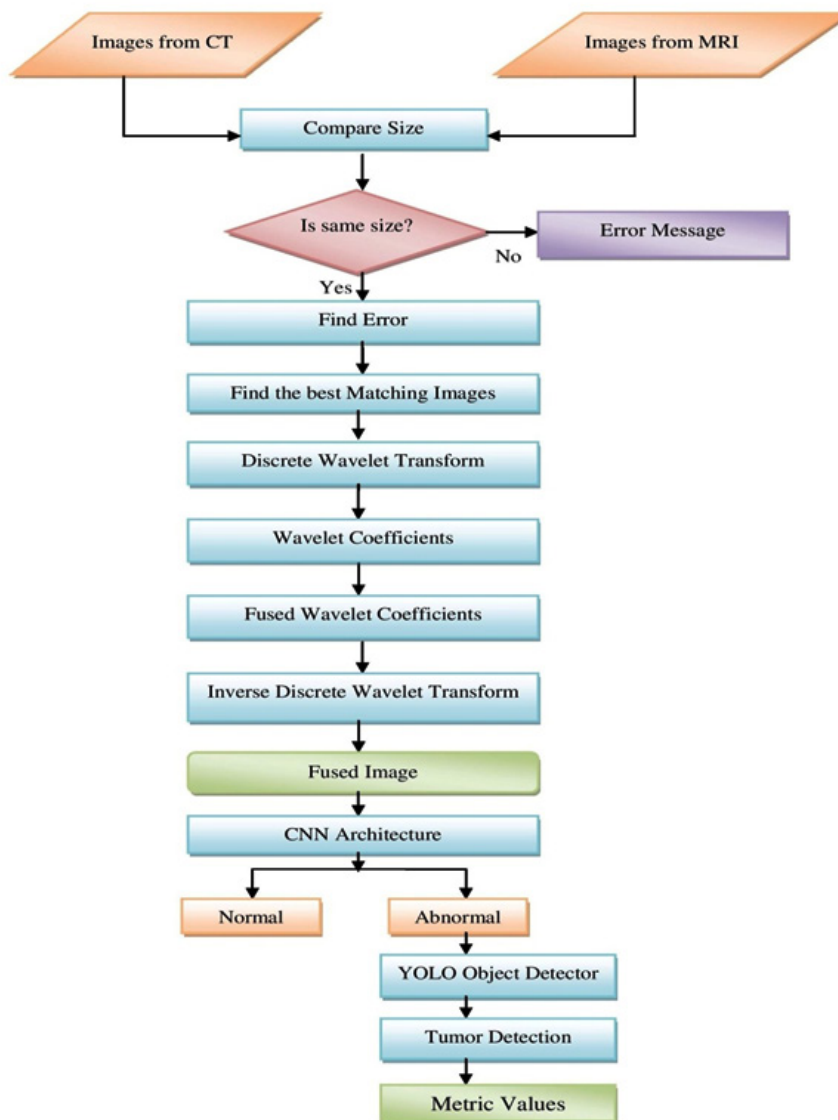 Images from CT
Images from MRI
Compare Size
Is same size?
Error Message
No
Yes
Find Error
Find the best Matching Images
Discrete Wavelet Transform
Wavelet Coefficients
Fused Wavelet Coefficients
Inverse Discrete Wavelet Transform
Fused Image
CNN Architecture
Normal
Abnormal
YOLO Object Detector
Tumor Detection
Metric Values